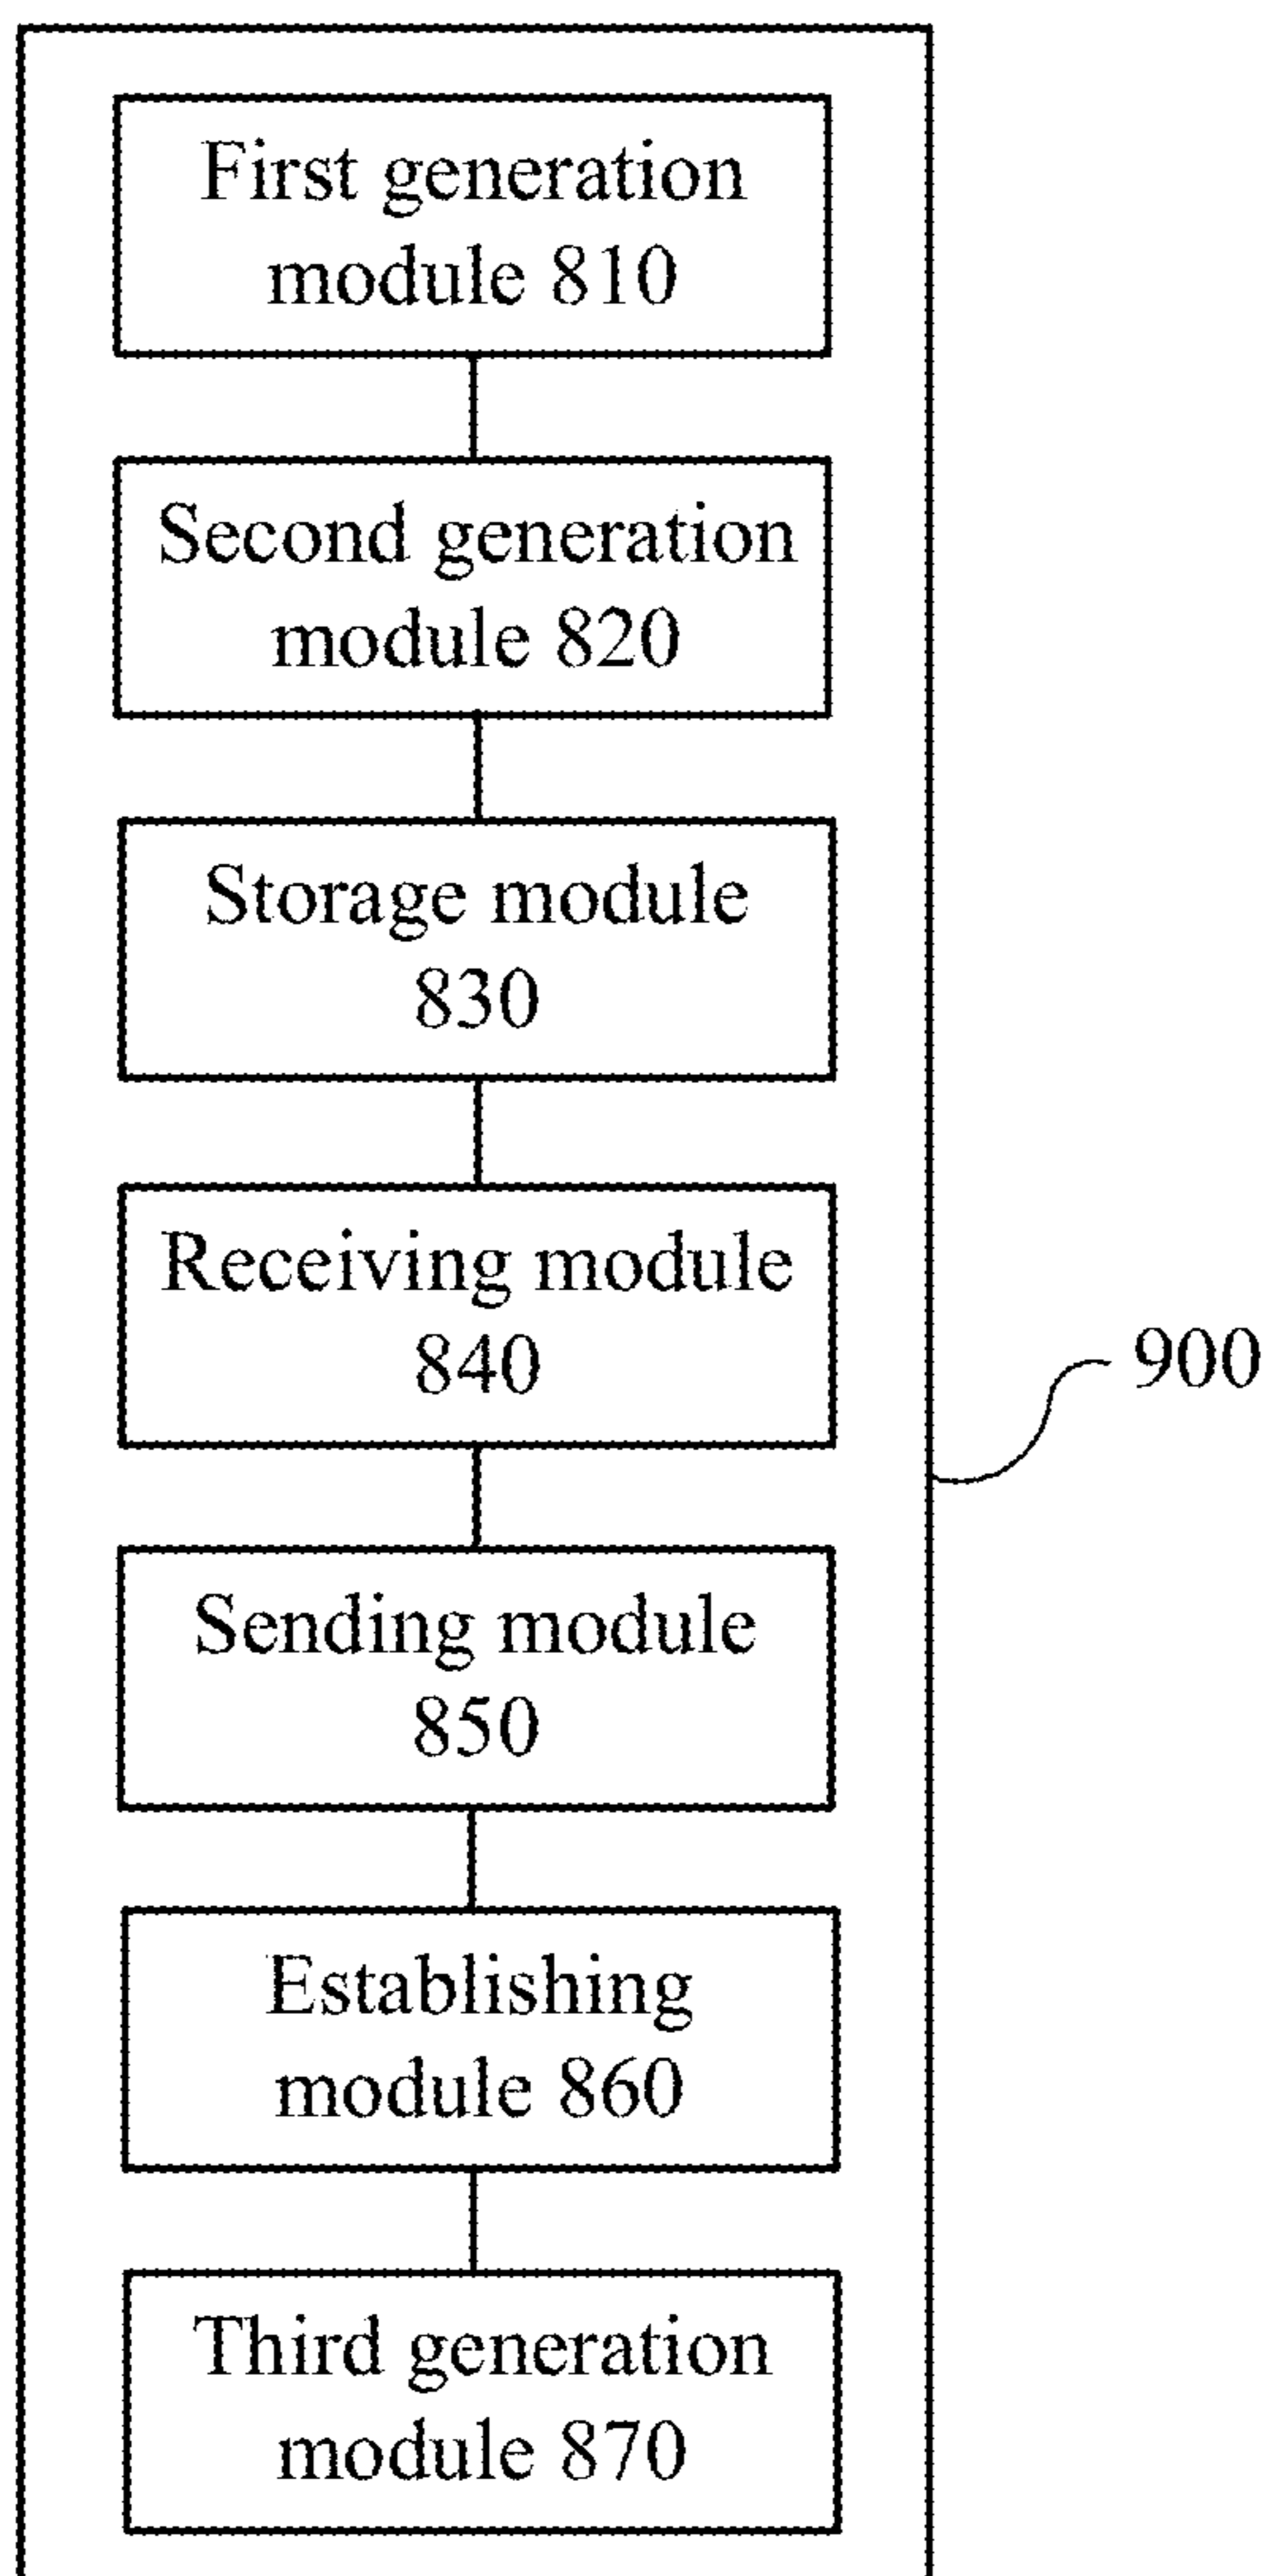 First generation
module 810
Second generation
module 820
Storage module
830
Receiving module
840
900
Sending module
850
Establishing
module 860
Third generation
module 870